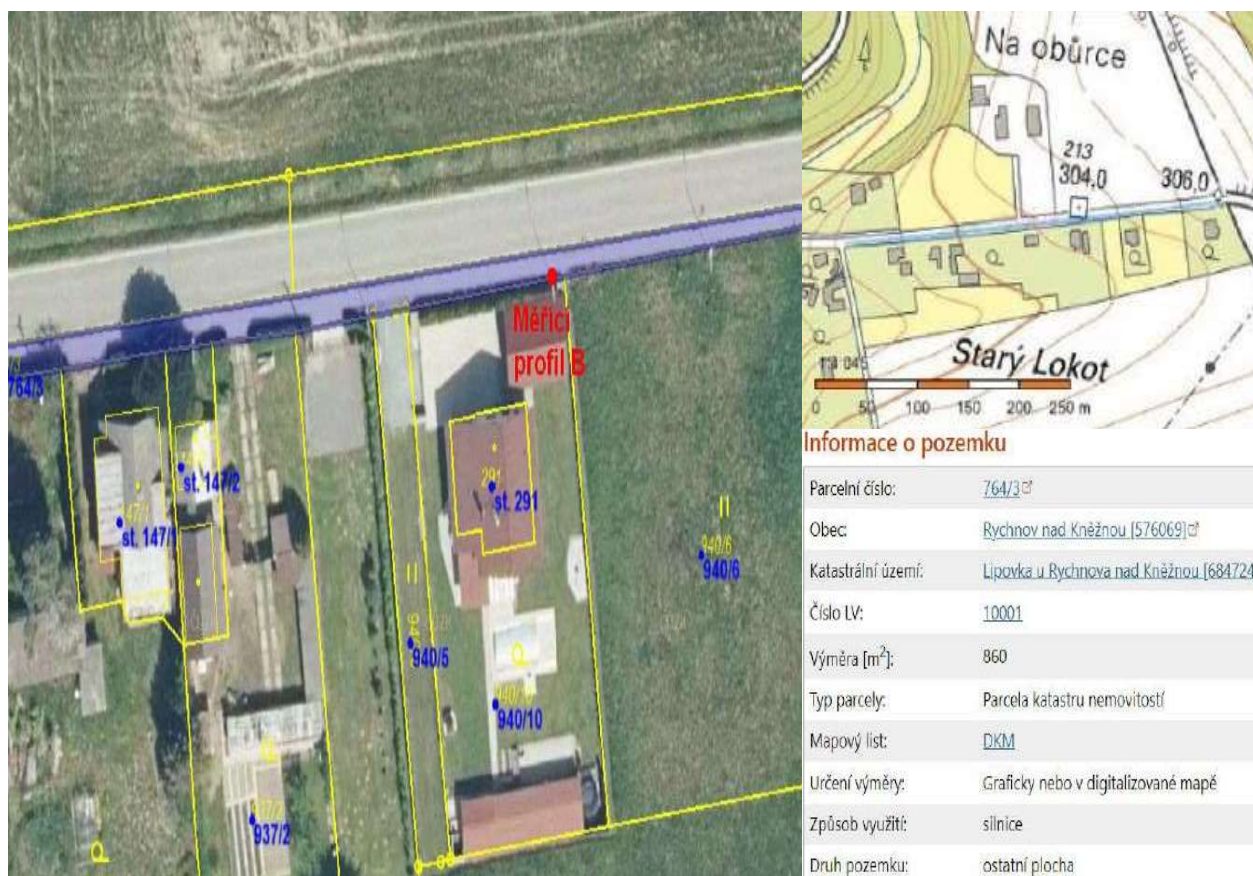 Měřící
profil B
764/3
st. 147/2
st. 147/1
291
st. 291
940/6
940/6
940/5
940/10
937/2
Na obůrce
213
304,0
306,0
Starý Lokot
0 50 100 150 200 250 m
Informace o pozemku
Parcelní číslo: 764/3
Obec: Rychnov nad Kněžnou [576069]
Katastrální území: Lipovka u Rychnova nad Kněžnou [684724
Číslo LV: 10001
Výměra [m²]: 860
Typ parcely: Parcela katastru nemovitostí
Mapový list: DKM
Určení výměry: Graficky nebo v digitalizované mapě
Způsob využití: silnice
Druh pozemku: ostatní plocha